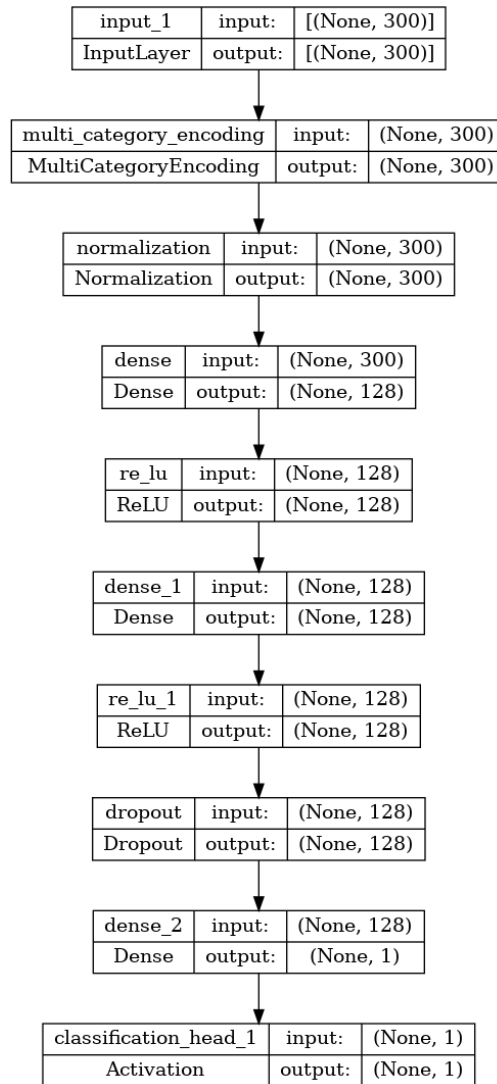 input_1 input: [(None, 300)]
InputLayer output: [(None, 300)]
multi_category_encoding input: (None, 300)
MultiCategoryEncoding output: (None, 300)
normalization input: (None, 300)
Normalization output: (None, 300)
dense input: (None, 300)
Dense output: (None, 128)
re_lu input: (None, 128)
ReLU output: (None, 128)
dense_1 input: (None, 128)
Dense output: (None, 128)
re_lu_1 input: (None, 128)
ReLU output: (None, 128)
dropout input: (None, 128)
Dropout output: (None, 128)
dense_2 input: (None, 128)
Dense output: (None, 1)
classification_head_1 input: (None, 1)
Activation output: (None, 1)